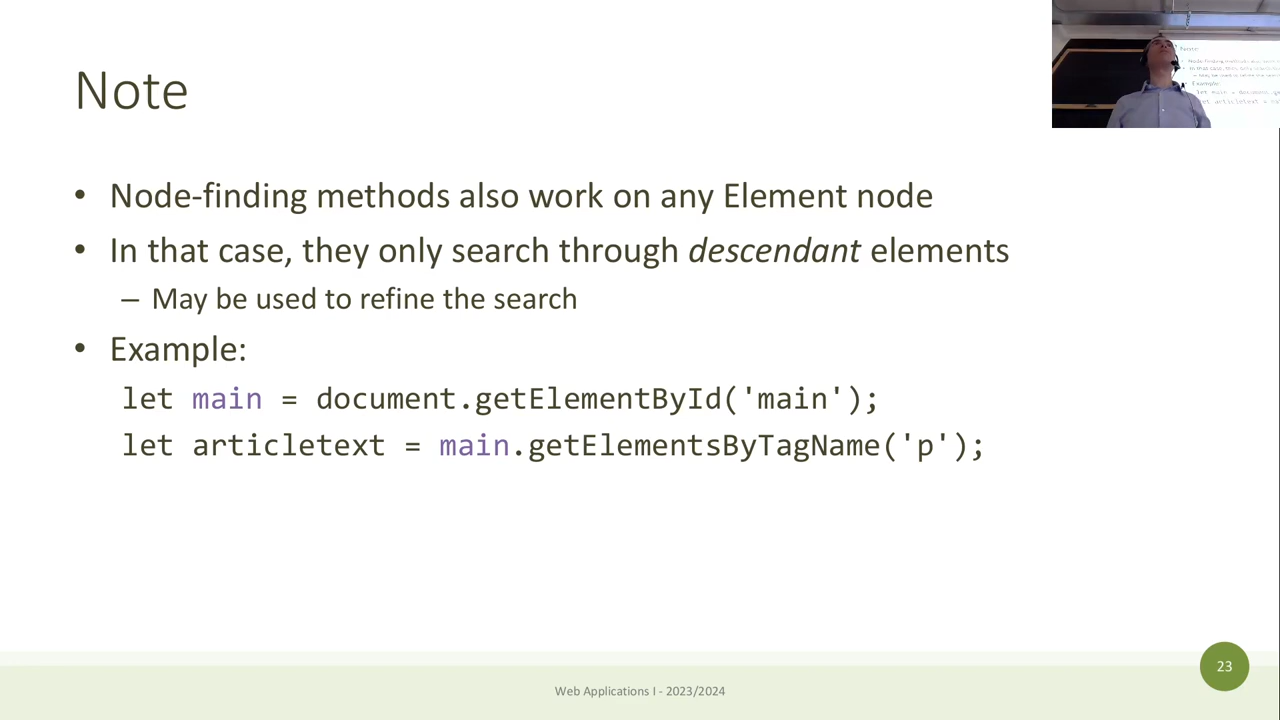 Note
• Node-finding methods also work on any Element node
• In that case, they only search through descendant elements
– May be used to refine the search
• Example:
let main = document.getElementById('main');
let articletext = main.getElementsByTagName('p');
Web Applications I - 2023/2024
23